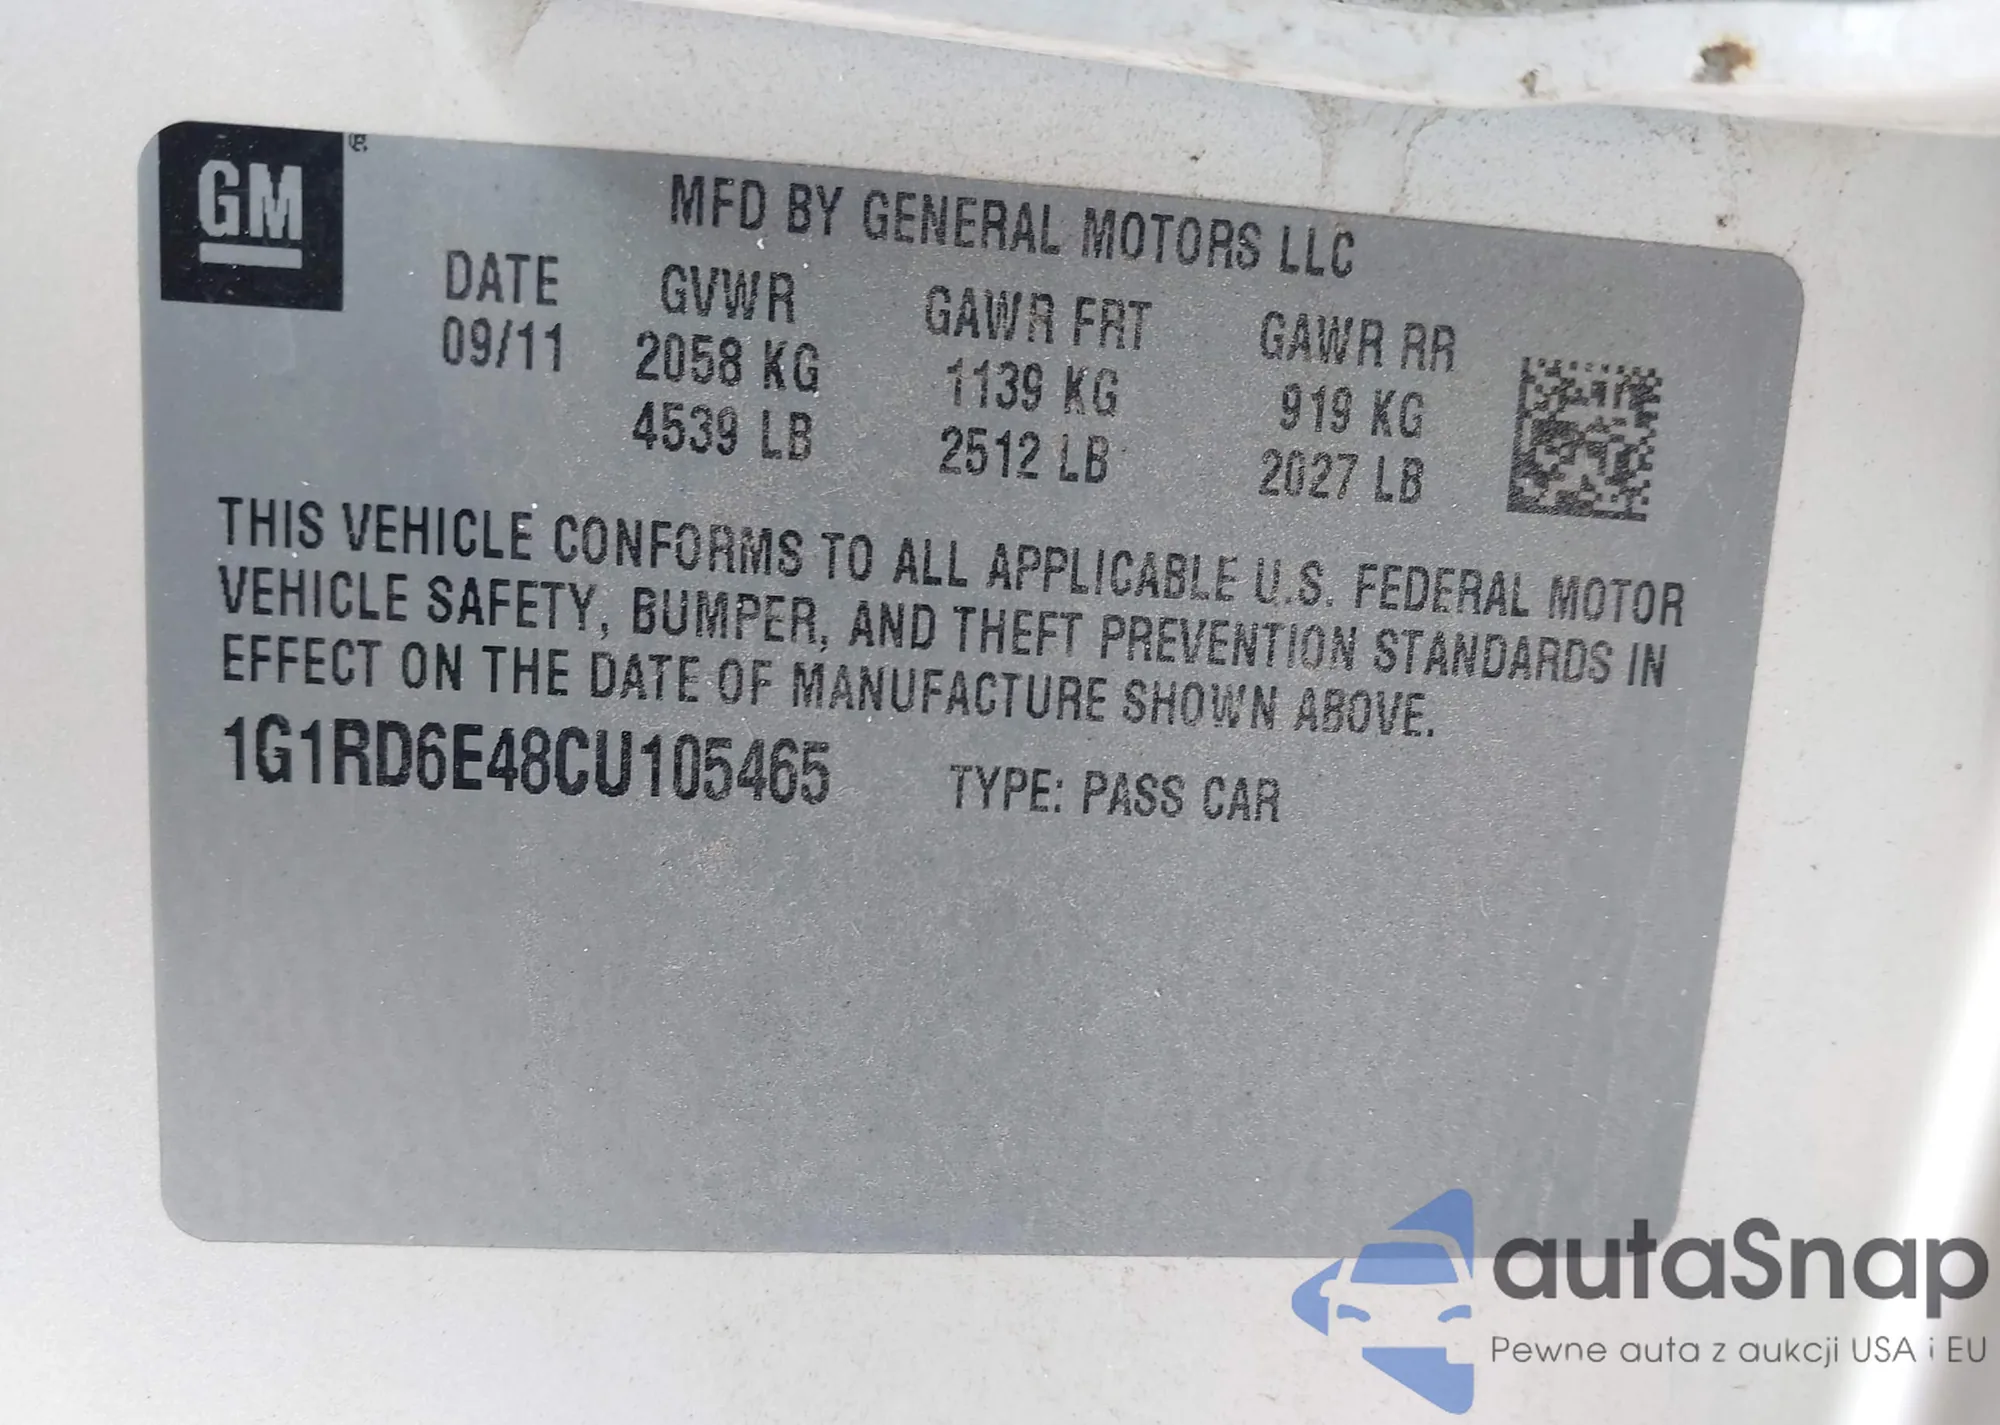 GM
MFD BY GENERAL MOTORS LLC
DATE GVWR GAWR FRT GAWR RR
09/11 2058 KG 1139 KG 919 KG
4539 LB 2512 LB 2027 LB
THIS VEHICLE CONFORMS TO ALL APPLICABLE U.S. FEDERAL MOTOR
VEHICLE SAFETY, BUMPER, AND THEFT PREVENTION STANDARDS IN
EFFECT ON THE DATE OF MANUFACTURE SHOWN ABOVE.
1G1RD6E48CU105465 TYPE: PASS CAR
autaSnap
Pewne auta z aukcji USA i EU